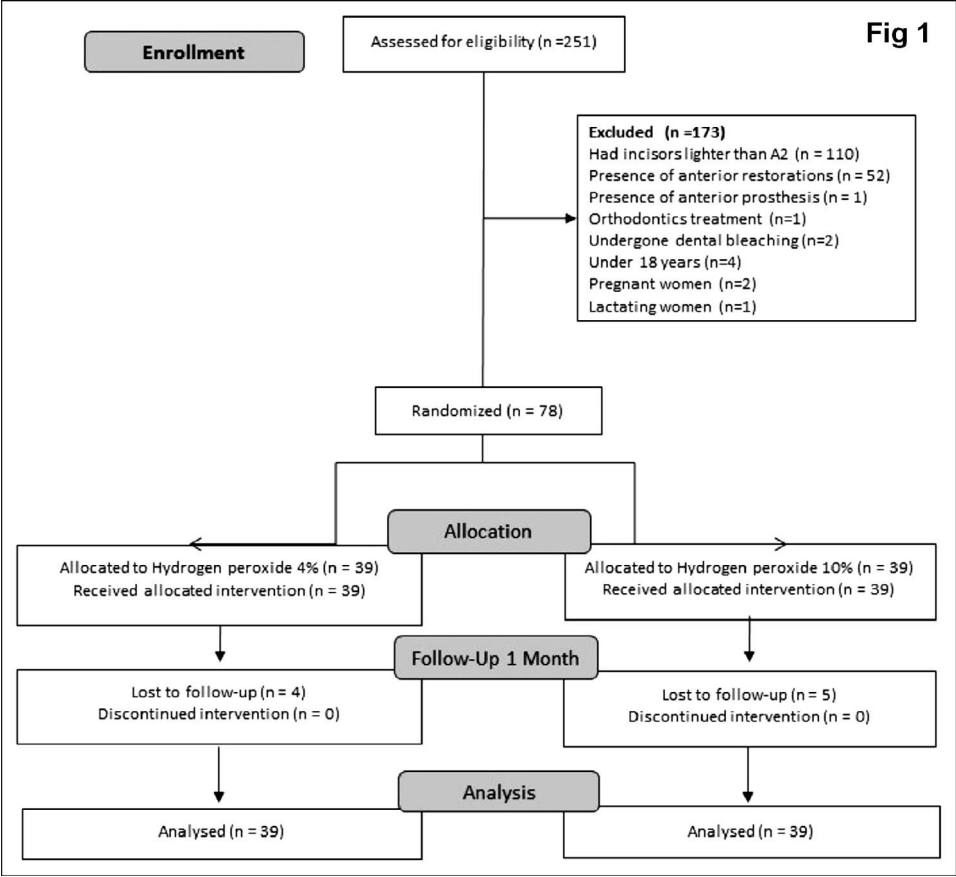 Fig 1
Enrollment
Assessed for eligibility (n =251)
Excluded (n =173)
Had incisors lighter than A2 (n = 110)
Presence of anterior restorations (n = 52)
Presence of anterior prosthesis (n = 1)
Orthodontics treatment (n=1)
Undergone dental bleaching (n=2)
Under 18 years (n=4)
Pregnant women (n=2)
Lactating women (n=1)
Randomized (n = 78)
Allocation
Allocated to Hydrogen peroxide 4% (n = 39)
Received allocated intervention (n = 39)
Allocated to Hydrogen peroxide 10% (n = 39)
Received allocated intervention (n = 39)
Follow-Up 1 Month
Lost to follow-up (n = 4)
Discontinued intervention (n = 0)
Lost to follow-up (n = 5)
Discontinued intervention (n = 0)
Analysis
Analysed (n = 39)
Analysed (n = 39)